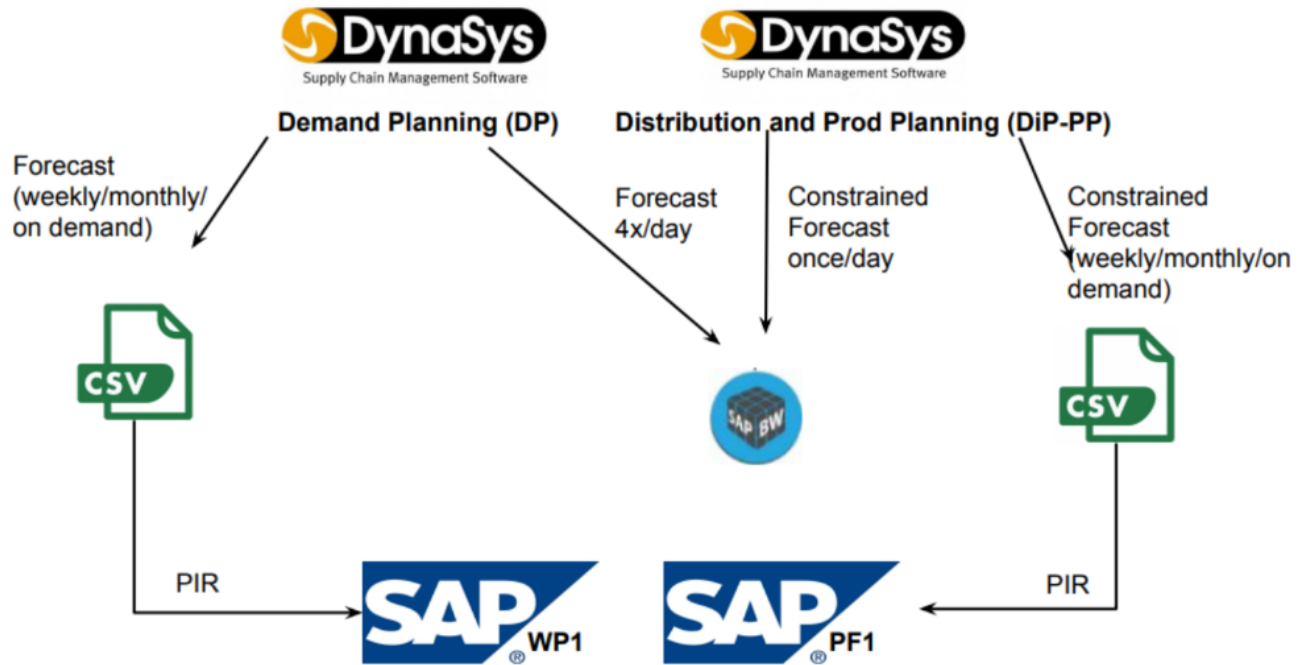 DynaSys
Supply Chain Management Software
DynaSys
Supply Chain Management Software
Demand Planning (DP)
Distribution and Prod Planning (DiP-PP)
Forecast
(weekly/monthly/
on demand)
Forecast
4x/day
Constrained
Forecast
once/day
Constrained
Forecast
(weekly/monthly/on
demand)
CSV
SAP BW
CSV
PIR
SAP
®
WP1
SAP
®
PF1
PIR